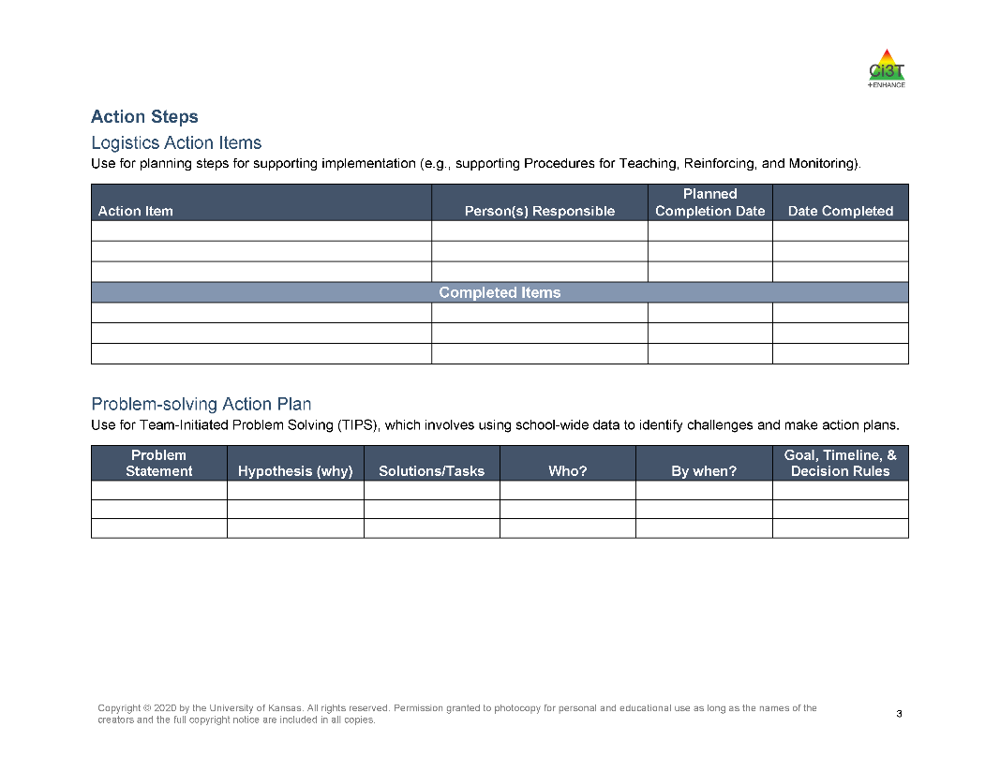 Ci3T
+ENHANCE
Action Steps
Logistics Action Items
Use for planning steps for supporting implementation (e.g., supporting Procedures for Teaching, Reinforcing, and Monitoring).
Action Item
Person(s) Responsible
Planned
Completion Date
Date Completed
Completed Items
Problem-solving Action Plan
Use for Team-Initiated Problem Solving (TIPS), which involves using school-wide data to identify challenges and make action plans.
Problem
Statement
Hypothesis (why)
Solutions/Tasks
Who?
By when?
Goal, Timeline, &
Decision Rules
Copyright © 2020 by the University of Kansas. All rights reserved. Permission granted to photocopy for personal and educational use as long as the names of the
creators and the full copyright notice are included in all copies.
3